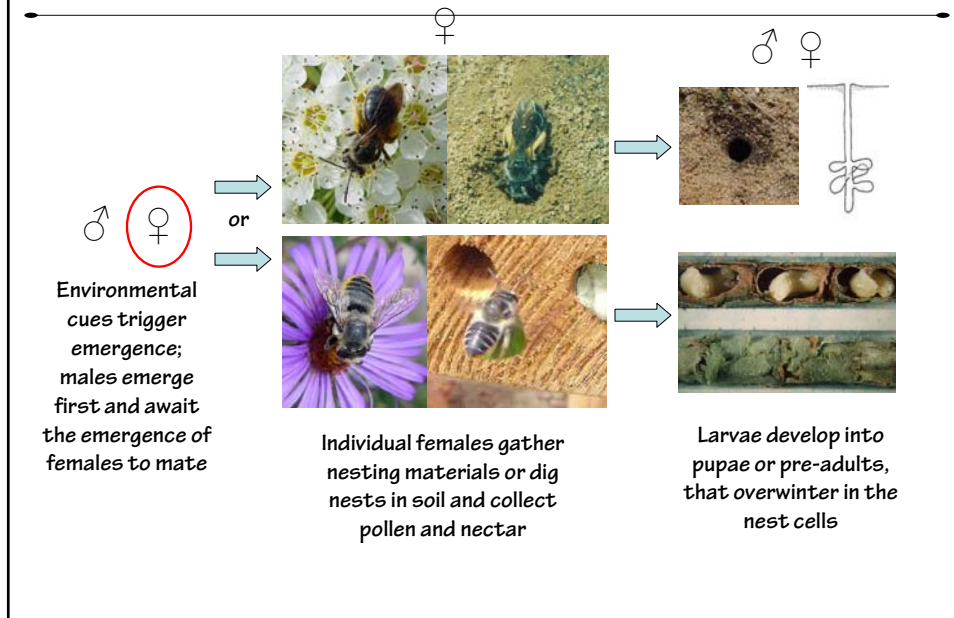 ♀
♂ ♀
♂ ♀
or
Environmental
cues trigger
emergence;
males emerge
first and await
the emergence of
females to mate
Individual females gather
nesting materials or dig
nests in soil and collect
pollen and nectar
Larvae develop into
pupae or pre-adults,
that overwinter in the
nest cells